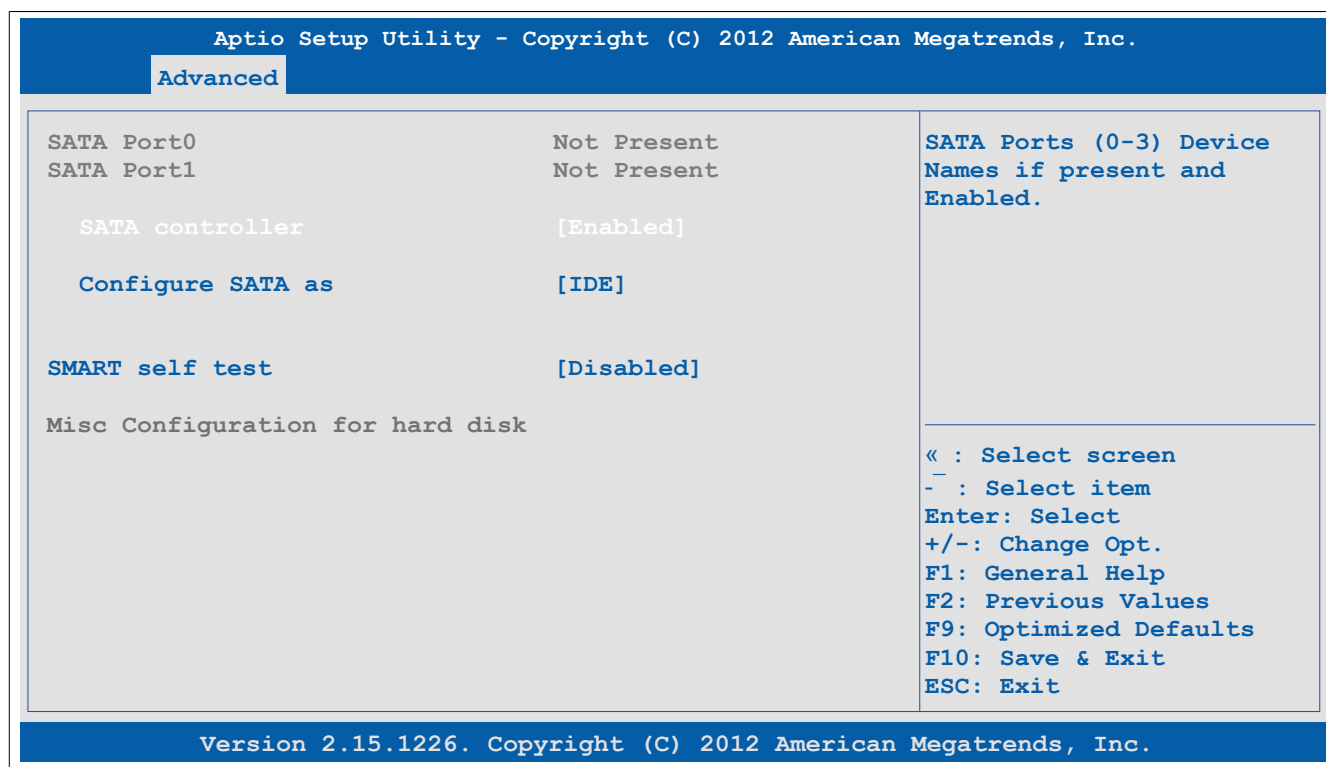 Aptio Setup Utility - Copyright (C) 2012 American Megatrends, Inc.
Advanced
SATA Port0 Not Present
SATA Port1 Not Present
SATA controller [Enabled]
Configure SATA as [IDE]
SMART self test [Disabled]
Misc Configuration for hard disk
SATA Ports (0-3) Device
Names if present and
Enabled.
« : Select screen
-¯ : Select item
Enter: Select
+/-: Change Opt.
F1: General Help
F2: Previous Values
F9: Optimized Defaults
F10: Save & Exit
ESC: Exit
Version 2.15.1226. Copyright (C) 2012 American Megatrends, Inc.